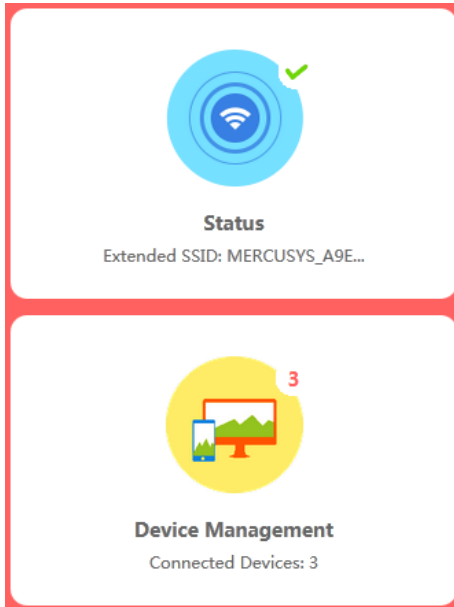 Status
Extended SSID: MERCUSYS_A9E...
3
Device Management
Connected Devices: 3